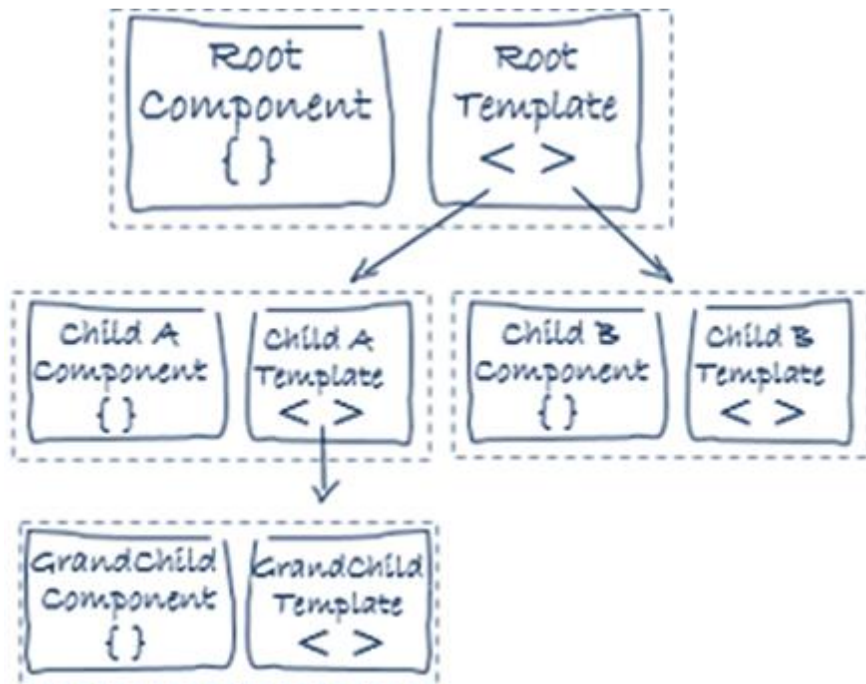 Root
Component
{ }
Root
Template
< >
Child A
Component
{ }
Child A
Template
< >
Child B
Component
{ }
Child B
Template
< >
GrandChild
Component
{ }
GrandChild
Template
< >